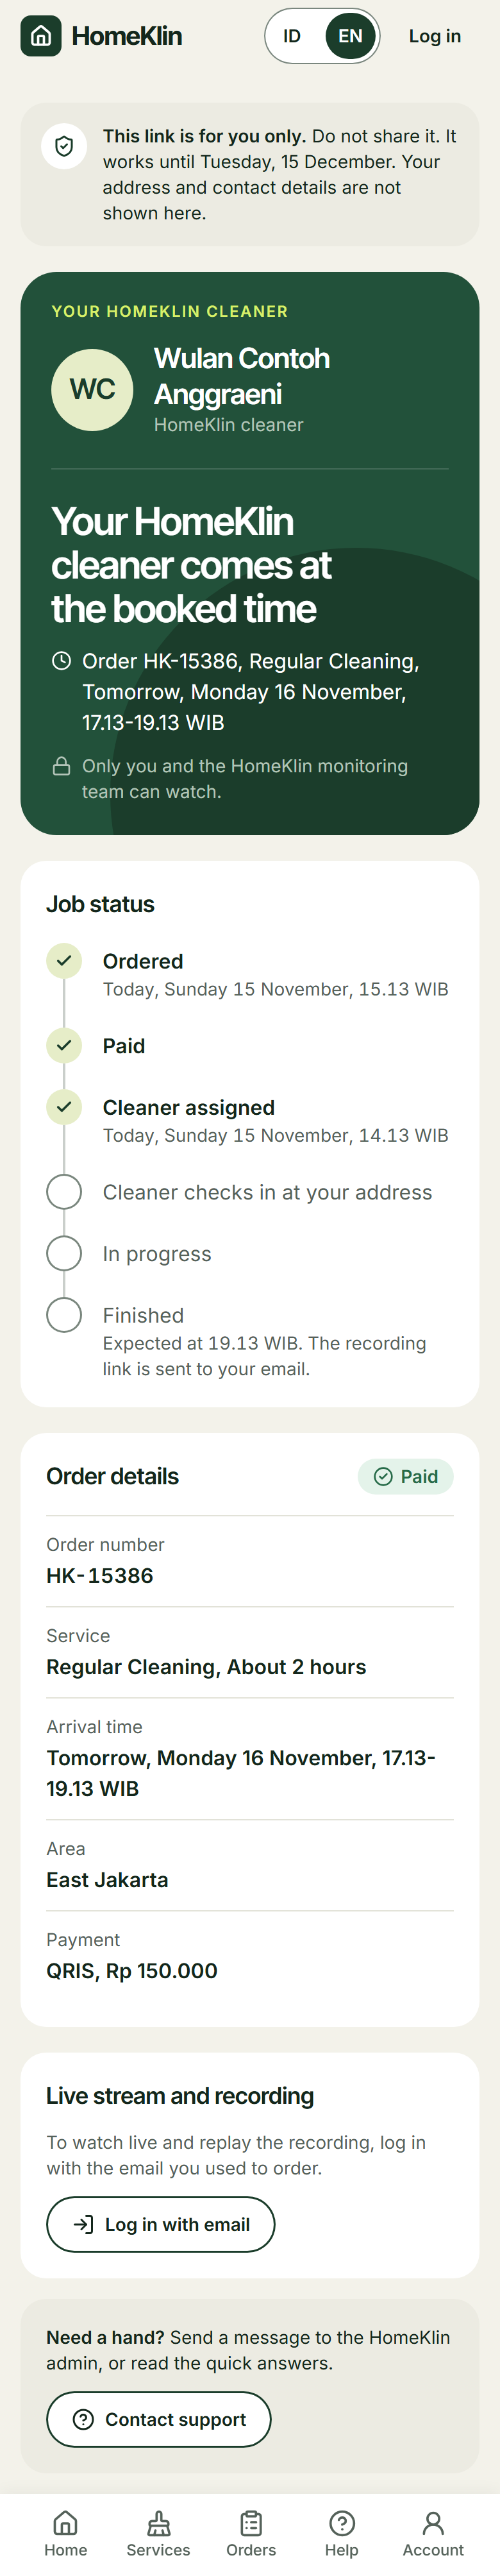 HomeKlin
ID
EN
Log in
This link is for you only. Do not share it. It
works until Tuesday, 15 December. Your
address and contact details are not
shown here.
YOUR HOMEKLIN CLEANER
WC
Wulan Contoh
Anggraeni
HomeKlin cleaner
Your HomeKlin
cleaner comes at
the booked time
Order HK-15386, Regular Cleaning,
Tomorrow, Monday 16 November,
17.13-19.13 WIB
Only you and the HomeKlin monitoring
team can watch.
Job status
Ordered
Today, Sunday 15 November, 15.13 WIB
Paid
Cleaner assigned
Today, Sunday 15 November, 14.13 WIB
Cleaner checks in at your address
In progress
Finished
Expected at 19.13 WIB. The recording
link is sent to your email.
Order details
Paid
Order number
HK-15386
Service
Regular Cleaning, About 2 hours
Arrival time
Tomorrow, Monday 16 November, 17.13-
19.13 WIB
Area
East Jakarta
Payment
QRIS, Rp 150.000
Live stream and recording
To watch live and replay the recording, log in
with the email you used to order.
Log in with email
Need a hand? Send a message to the HomeKlin
admin, or read the quick answers.
Contact support
Home
Services
Orders
Help
Account